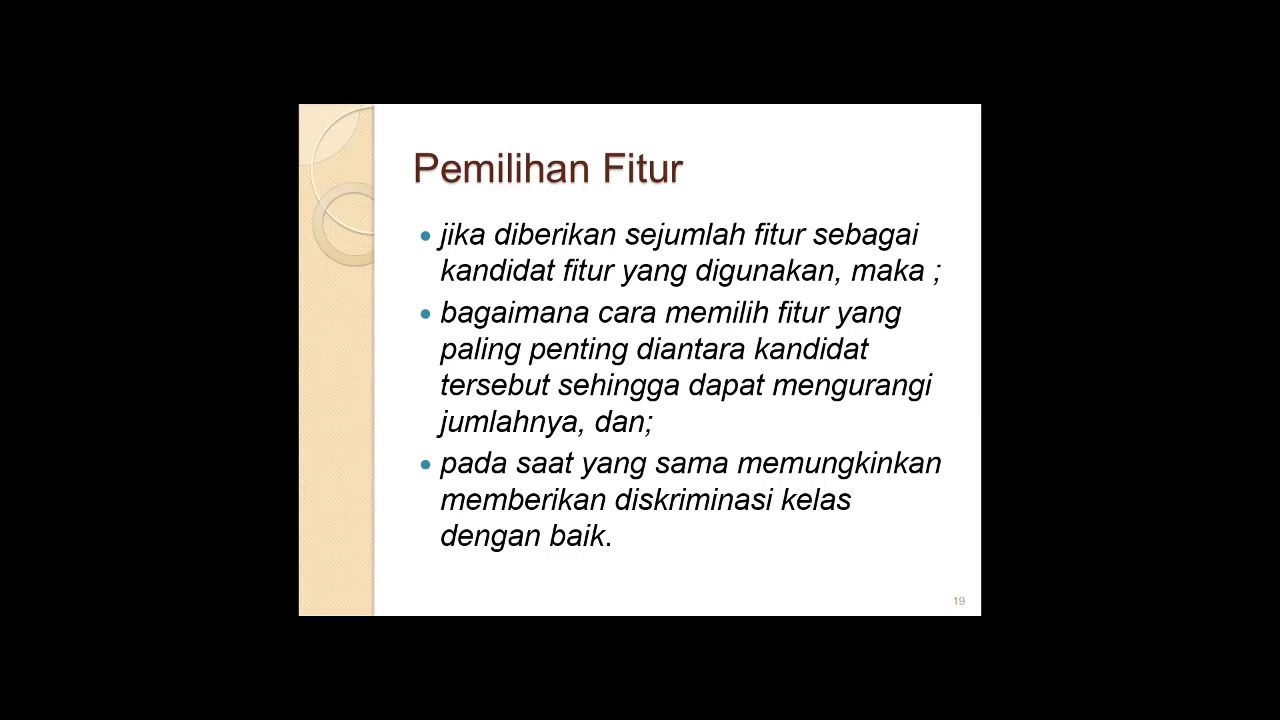 Pemilihan Fitur
• jika diberikan sejumlah fitur sebagai
kandidat fitur yang digunakan, maka ;
• bagaimana cara memilih fitur yang
paling penting diantara kandidat
tersebut sehingga dapat mengurangi
jumlahnya, dan;
• pada saat yang sama memungkinkan
memberikan diskriminasi kelas
dengan baik.
19